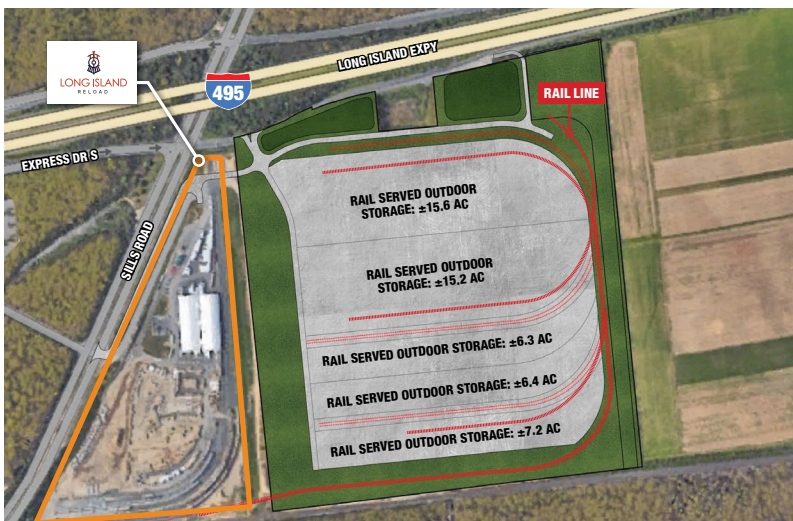 LONG ISLAND EXPY
LONG ISLAND
RELOAD
495
RAIL LINE
EXPRESS DR S
RAIL SERVED OUTDOOR
STORAGE: ±15.6 AC
SILLS ROAD
RAIL SERVED OUTDOOR
STORAGE: ±15.2 AC
RAIL SERVED OUTDOOR STORAGE: ±6.3 AC
RAIL SERVED OUTDOOR STORAGE: ±6.4 AC
RAIL SERVED OUTDOOR STORAGE: ±7.2 AC